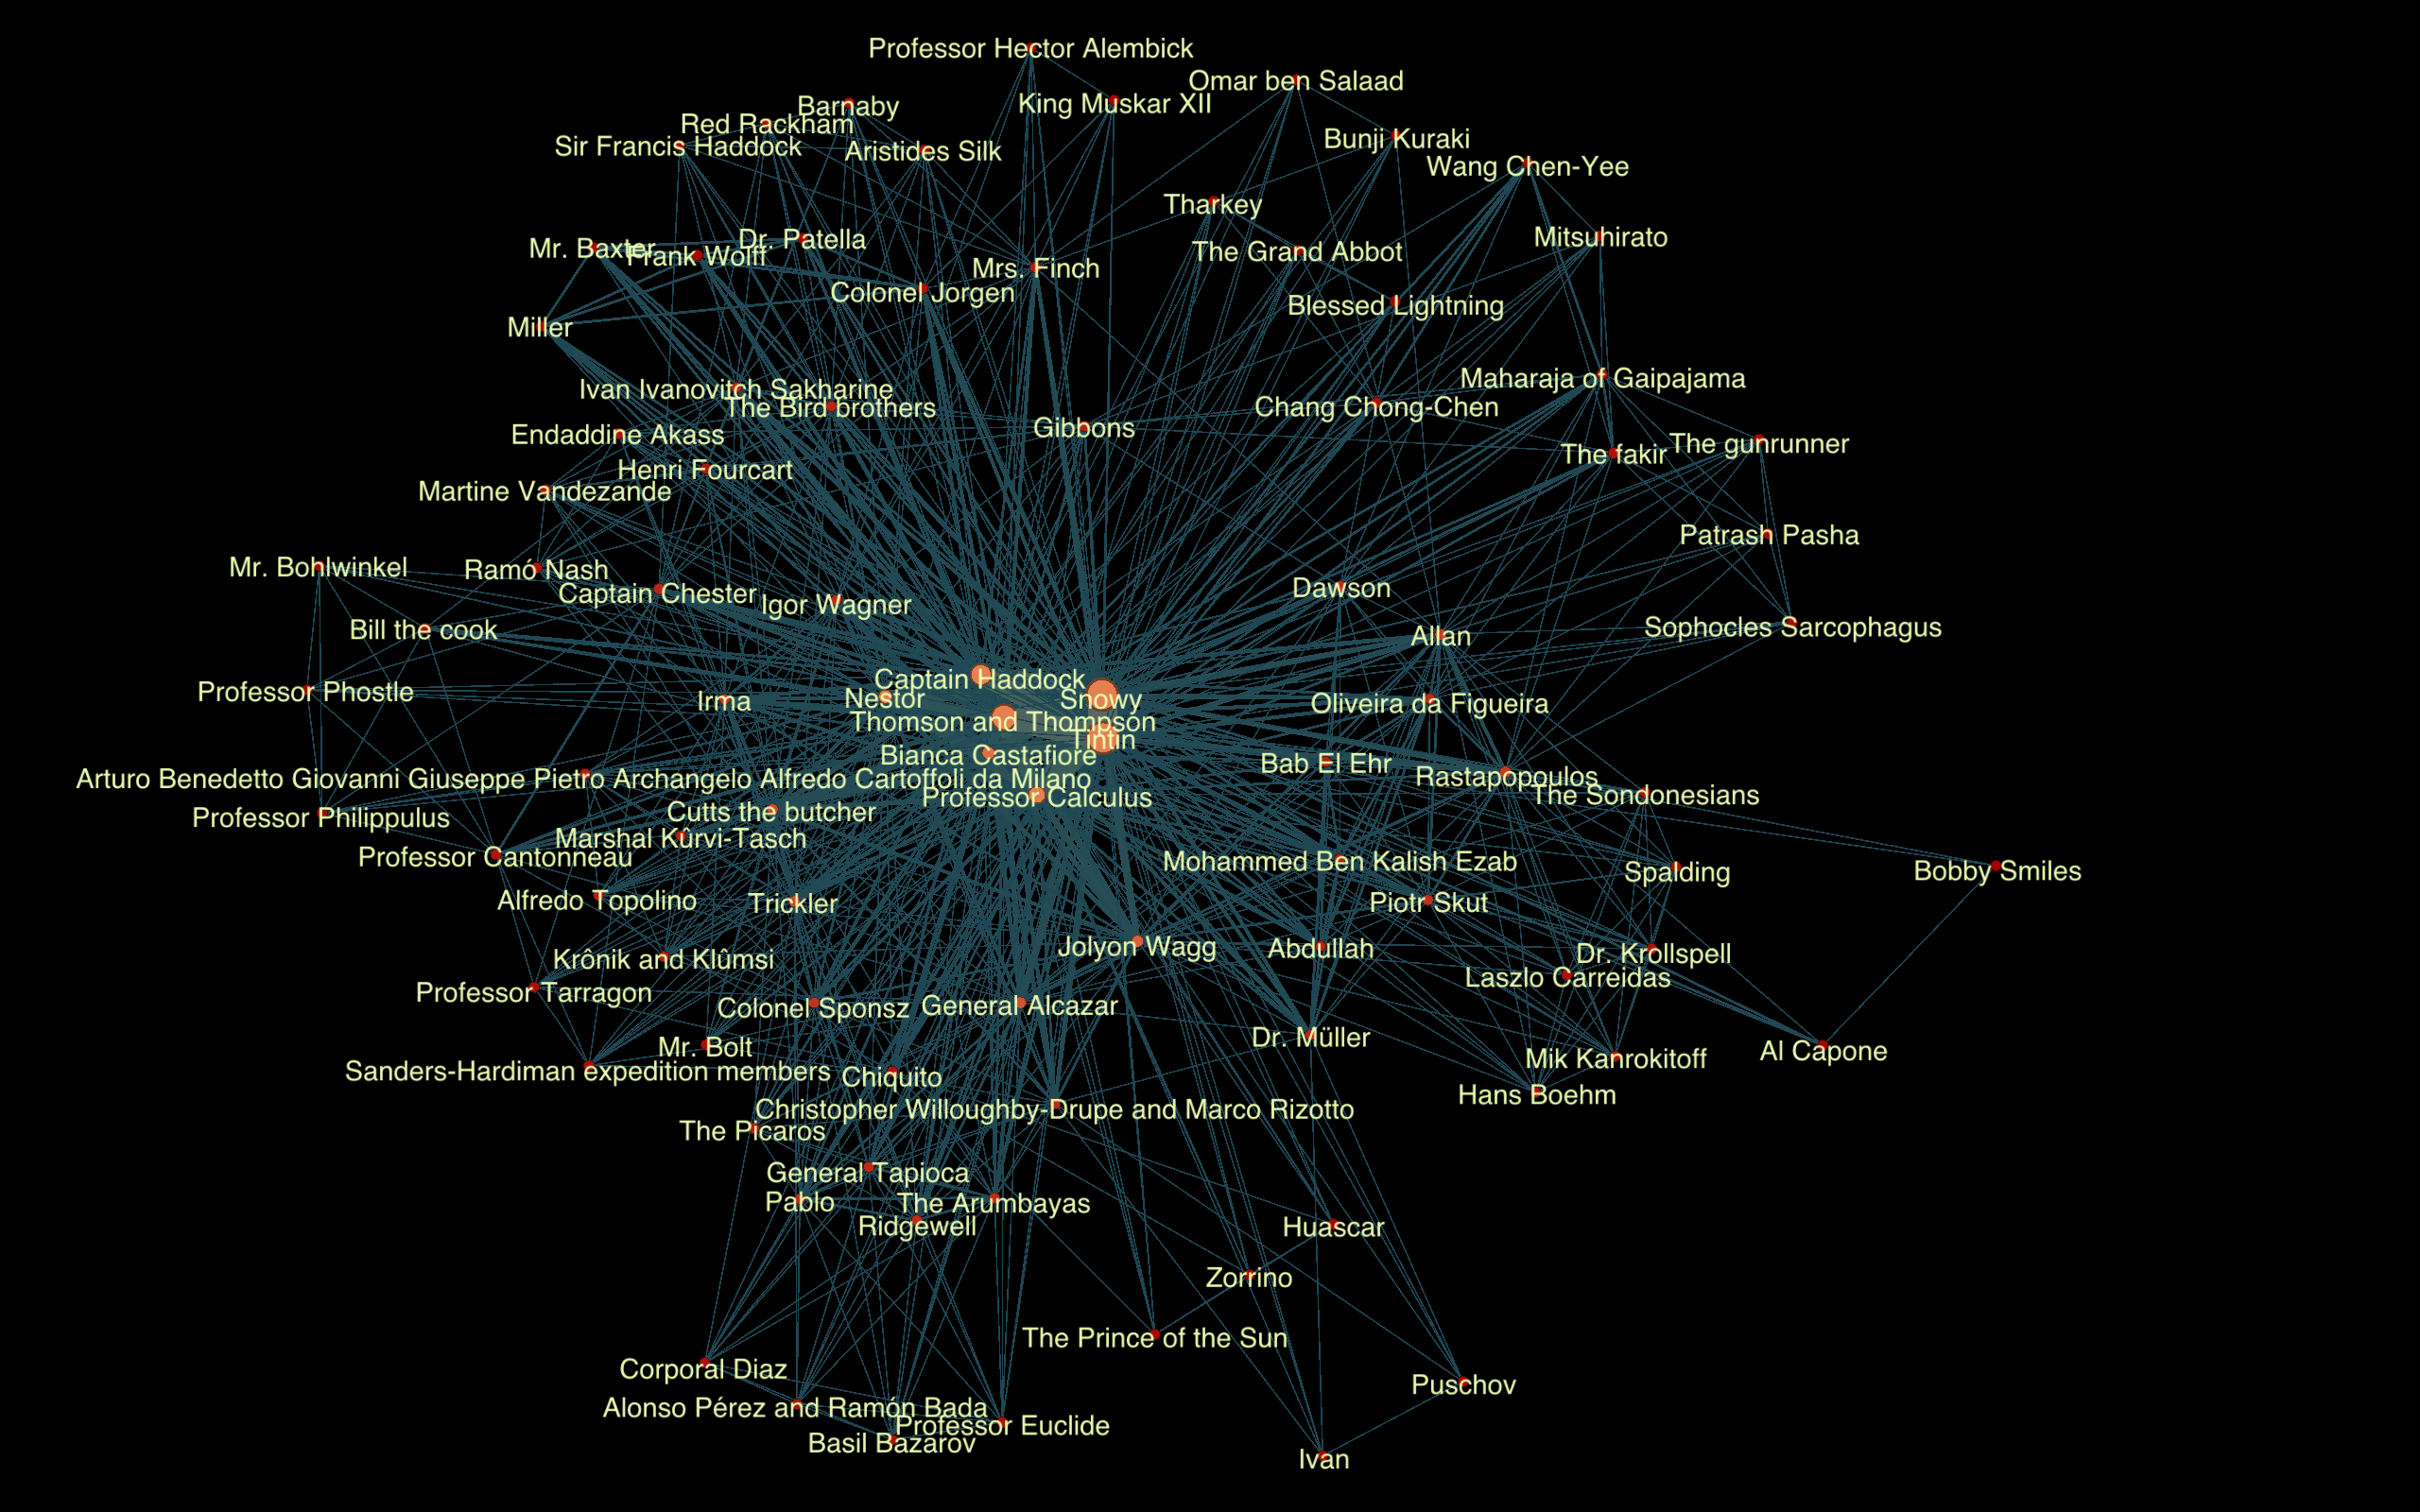 Professor Hector Alembick
Omar ben Salaad
King Muskar XII
Barnaby
Red Rackham
Bunji Kuraki
Sir Francis Haddock
Aristides Silk
Wang Chen-Yee
Tharkey
Mitsuhirato
Dr. Patella
Mr. Baxter
Frank Wolff
The Grand Abbot
Mrs. Finch
Colonel Jorgen
Blessed Lightning
Miller
Maharaja of Gaipajama
Ivan Ivanovitch Sakharine
The Bird brothers
Chang Chong-Chen
Gibbons
Endaddine Akass
The gunrunner
The fakir
Henri Fourcart
Martine Vandezande
Patrash Pasha
Mr. Bohlwinkel
Ramó Nash
Dawson
Captain Chester
Igor Wagner
Sophocles Sarcophagus
Bill the cook
Allan
Captain Haddock
Professor Phostle
Nestor
Snowy
Irma
Oliveira da Figueira
Thomson and Thompson
Tintin
Bianca Castafiore
Bab El Ehr
Rastapopoulos
Arturo Benedetto Giovanni Giuseppe Pietro Archangelo Alfredo Cartoffoli da Milano
The Sondonesians
Professor Calculus
Cutts the butcher
Professor Philippulus
Marshal Kûrvi-Tasch
Professor Cantonneau
Mohammed Ben Kalish Ezab
Bobby Smiles
Spalding
Alfredo Topolino
Trickler
Piotr Skut
Jolyon Wagg
Abdullah
Dr. Krollspell
Krônik and Klûmsi
Laszlo Carreidas
Professor Tarragon
Colonel Sponsz
General Alcazar
Dr. Müller
Mr. Bolt
Al Capone
Mik Kanrokitoff
Sanders-Hardiman expedition members
Chiquito
Hans Boehm
Christopher Willoughby-Drupe and Marco Rizotto
The Picaros
General Tapioca
Pablo
The Arumbayas
Ridgewell
Huascar
Zorrino
The Prince of the Sun
Corporal Diaz
Puschov
Alonso Pérez and Ramón Bada
Professor Euclide
Basil Bazarov
Ivan